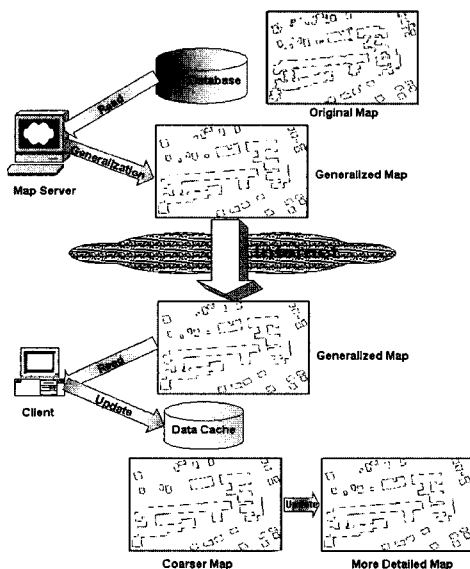 Database
Read
Original Map
Generalization
Map Server
Generalized Map
Internet
Generalized Map
Read
Client
Update
Data Cache
Update
Coarser Map
More Detailed Map